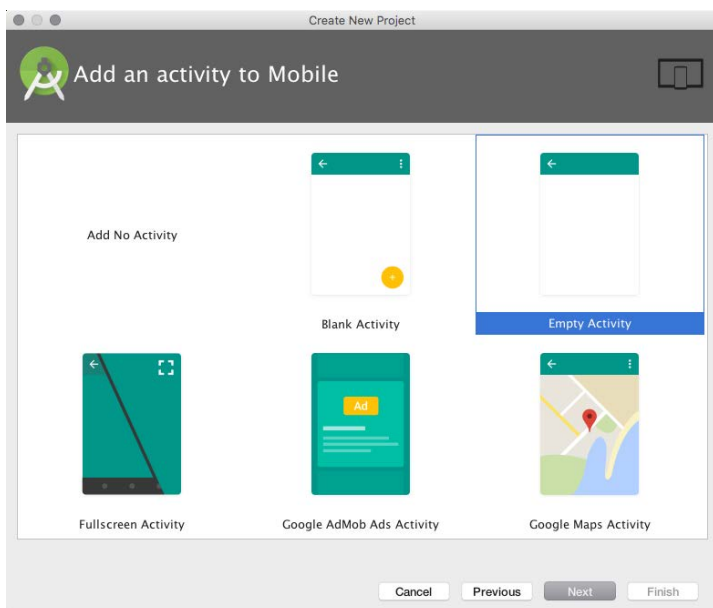 Create New Project
Add an activity to Mobile
Add No Activity
Blank Activity
Empty Activity
Ad
Fullscreen Activity
Google AdMob Ads Activity
Google Maps Activity
Cancel
Previous
Next
Finish